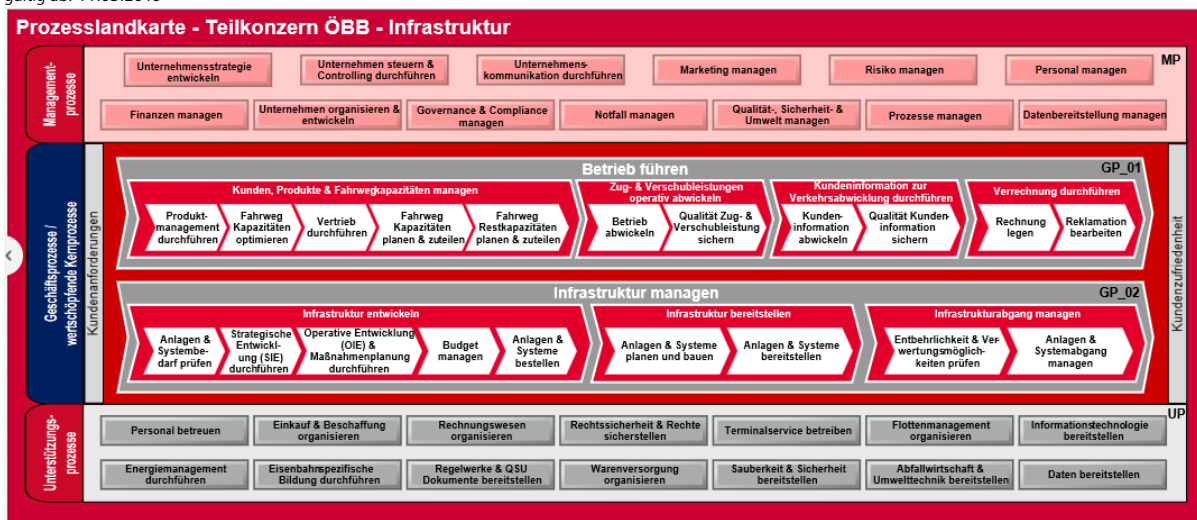 Prozesslandkarte - Teilkonzern ÖBB - Infrastruktur
Management-
prozesse
MP
Unternehmensstrategie
entwickeln
Unternehmen steuern &
Controlling durchführen
Unternehmens-
kommunikation durchführen
Marketing managen
Risiko managen
Personal managen
Finanzen managen
Unternehmen organisieren &
entwickeln
Governance & Compliance
managen
Notfall managen
Qualität-, Sicherheit- &
Umwelt managen
Prozesse managen
Datenbereitstellung managen
Geschäftsprozesse /
wertschöpfende Kernprozesse
Kundenanforderungen
Betrieb führen
GP_01
Kunden, Produkte & Fahrwegkapazitäten managen
Produkt-
management
durchführen
Fahrweg
Kapazitäten
optimieren
Vertrieb
durchführen
Fahrweg
Kapazitäten
planen & zuteilen
Fahrweg
Restkapazitäten
planen & zuteilen
Zug- & Verschubleistungen
operativ abwickeln
Betrieb
abwickeln
Qualität Zug- &
Verschubleistung
sichern
Kundeninformation zur
Verkehrsabwicklung durchführen
Kunden-
information
abwickeln
Qualität Kunden-
information
sichern
Verrechnung durchführen
Rechnung
legen
Reklamation
bearbeiten
Infrastruktur managen
GP_02
Infrastruktur entwickeln
Anlagen &
Systembe-
darf prüfen
Strategische
Entwickl-
ung (SIE)
durchführen
Operative Entwicklung
(OIE) &
Maßnahmenplanung
durchführen
Budget
managen
Anlagen &
Systeme
bestellen
Infrastruktur bereitstellen
Anlagen & Systeme
planen und bauen
Anlagen & Systeme
bereitstellen
Infrastrukturabgang managen
Entbehrlichkeit & Ver-
wertungsmöglich-
keiten prüfen
Anlagen &
Systemabgang
managen
Kundenzufriedenheit
Unterstützungs-
prozesse
UP
Personal betreuen
Einkauf & Beschaffung
organisieren
Rechnungswesen
organisieren
Rechtssicherheit & Rechte
sicherstellen
Terminalservice betreiben
Flottenmanagement
organisieren
Informationstechnologie
bereitstellen
Energiemanagement
durchführen
Eisenbahnspezifische
Bildung durchführen
Regelwerke & QSU
Dokumente bereitstellen
Warenversorgung
organisieren
Sauberkeit & Sicherheit
bereitstellen
Abfallwirtschaft &
Umwelttechnik bereitstellen
Daten bereitstellen